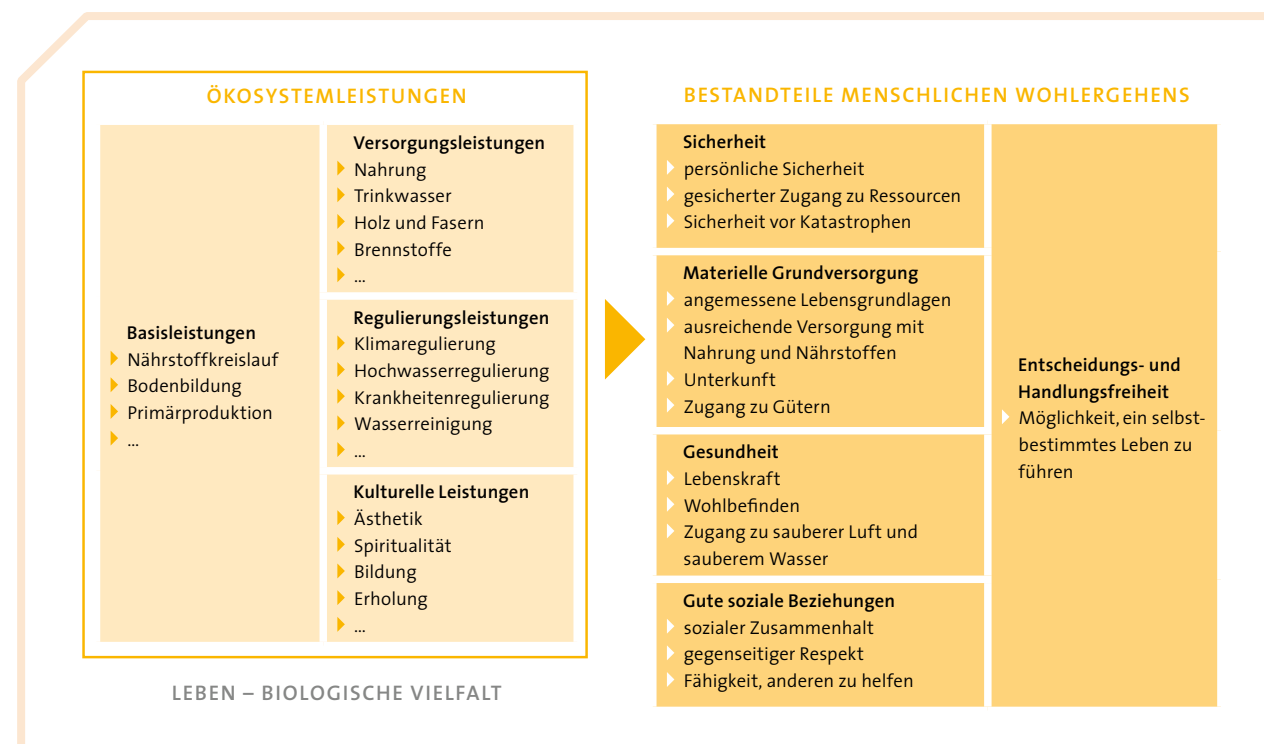 ÖKOSYSTEMLEISTUNGEN
Basisleistungen
Nährstoffkreislauf
Bodenbildung
Primärproduktion
...
Versorgungsleistungen
Nahrung
Trinkwasser
Holz und Fasern
Brennstoffe
...
Regulierungsleistungen
Klimaregulierung
Hochwasserregulierung
Krankheitenregulierung
Wasserreinigung
...
Kulturelle Leistungen
Ästhetik
Spiritualität
Bildung
Erholung
...
LEBEN – BIOLOGISCHE VIELFALT
BESTANDTEILE MENSCHLICHEN WOHLERGEHENS
Sicherheit
persönliche Sicherheit
gesicherter Zugang zu Ressourcen
Sicherheit vor Katastrophen
Materielle Grundversorgung
angemessene Lebensgrundlagen
ausreichende Versorgung mit
Nahrung und Nährstoffen
Unterkunft
Zugang zu Gütern
Gesundheit
Lebenskraft
Wohlbefinden
Zugang zu sauberer Luft und
sauberem Wasser
Gute soziale Beziehungen
sozialer Zusammenhalt
gegenseitiger Respekt
Fähigkeit, anderen zu helfen
Entscheidungs- und
Handlungsfreiheit
Möglichkeit, ein selbst-
bestimmtes Leben zu
führen